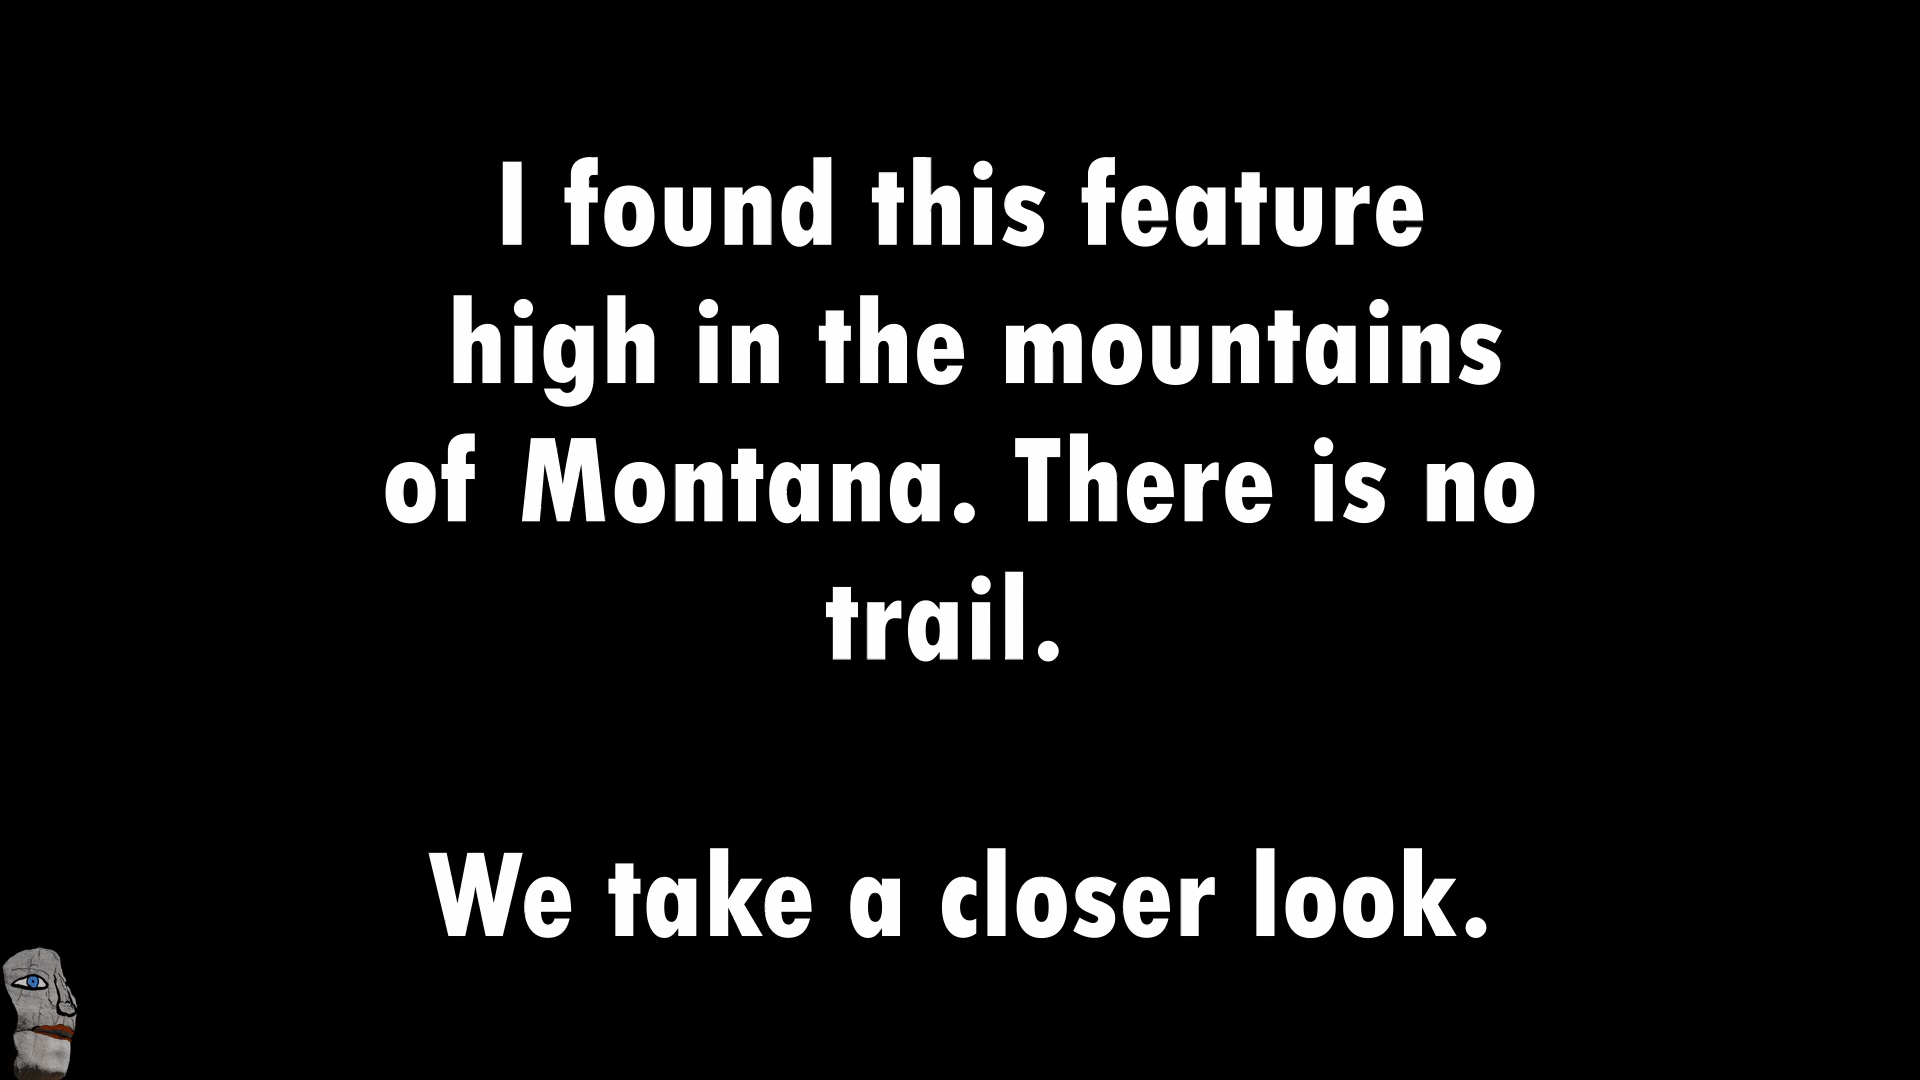 I found this feature
high in the mountains
of Montana. There is no
trail.
We take a closer look.